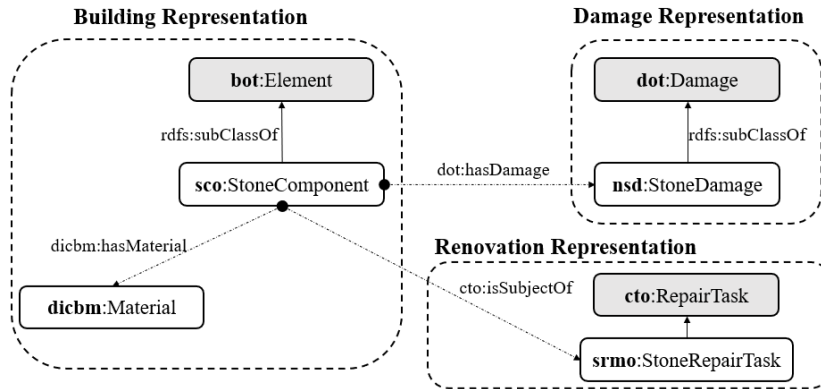 Building Representation
Damage Representation
bot:Element
dot:Damage
rdfs:subClassOf
rdfs:subClassOf
sco:StoneComponent
dot:hasDamage
nsd:StoneDamage
dicbm:hasMaterial
Renovation Representation
cto:isSubjectOf
cto:RepairTask
dicbm:Material
srmo:StoneRepairTask